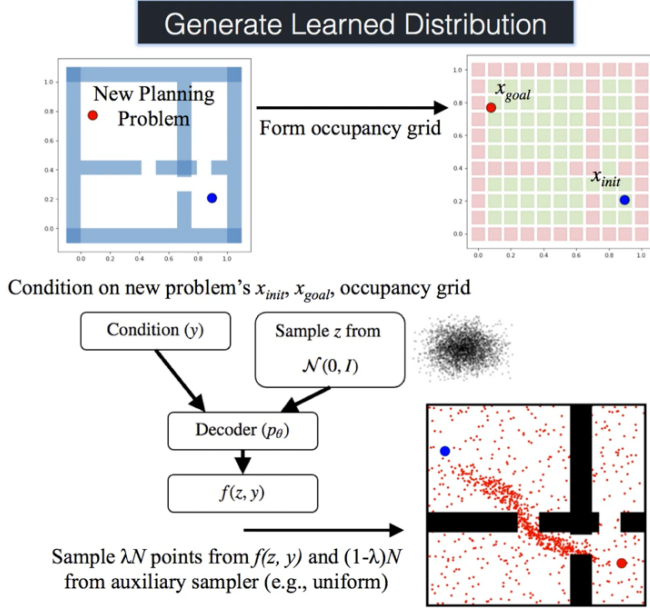 Generate Learned Distribution
1.0
0.8
0.6
0.4
0.2
0.0
0.0 0.2 0.4 0.6 0.8 1.0
New Planning
Problem
Form occupancy grid
1.0
0.8
0.6
0.4
0.2
0.0
0.0 0.2 0.4 0.6 0.8 1.0
x_goal
x_init
Condition on new problem's x_init, x_goal, occupancy grid
Condition (y)
Sample z from
𝒩(0, I)
Decoder (p_θ)
f(z, y)
Sample λN points from f(z, y) and (1-λ)N
from auxiliary sampler (e.g., uniform)